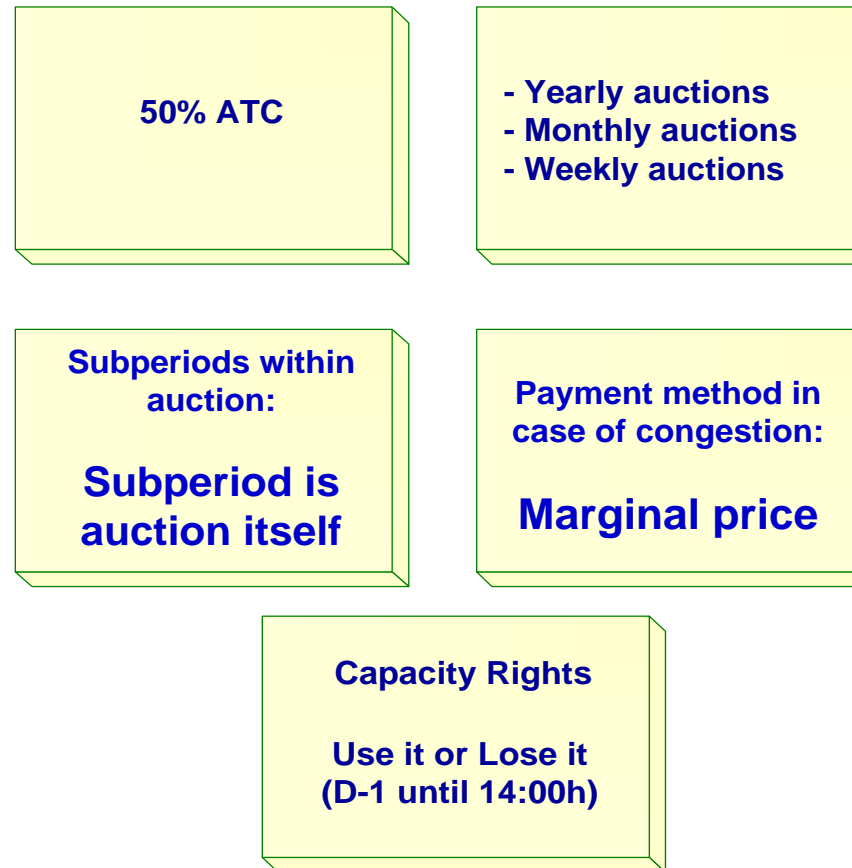 50% ATC
- Yearly auctions
- Monthly auctions
- Weekly auctions
Subperiods within
auction:
Subperiod is
auction itself
Payment method in
case of congestion:
Marginal price
Capacity Rights
Use it or Lose it
(D-1 until 14:00h)